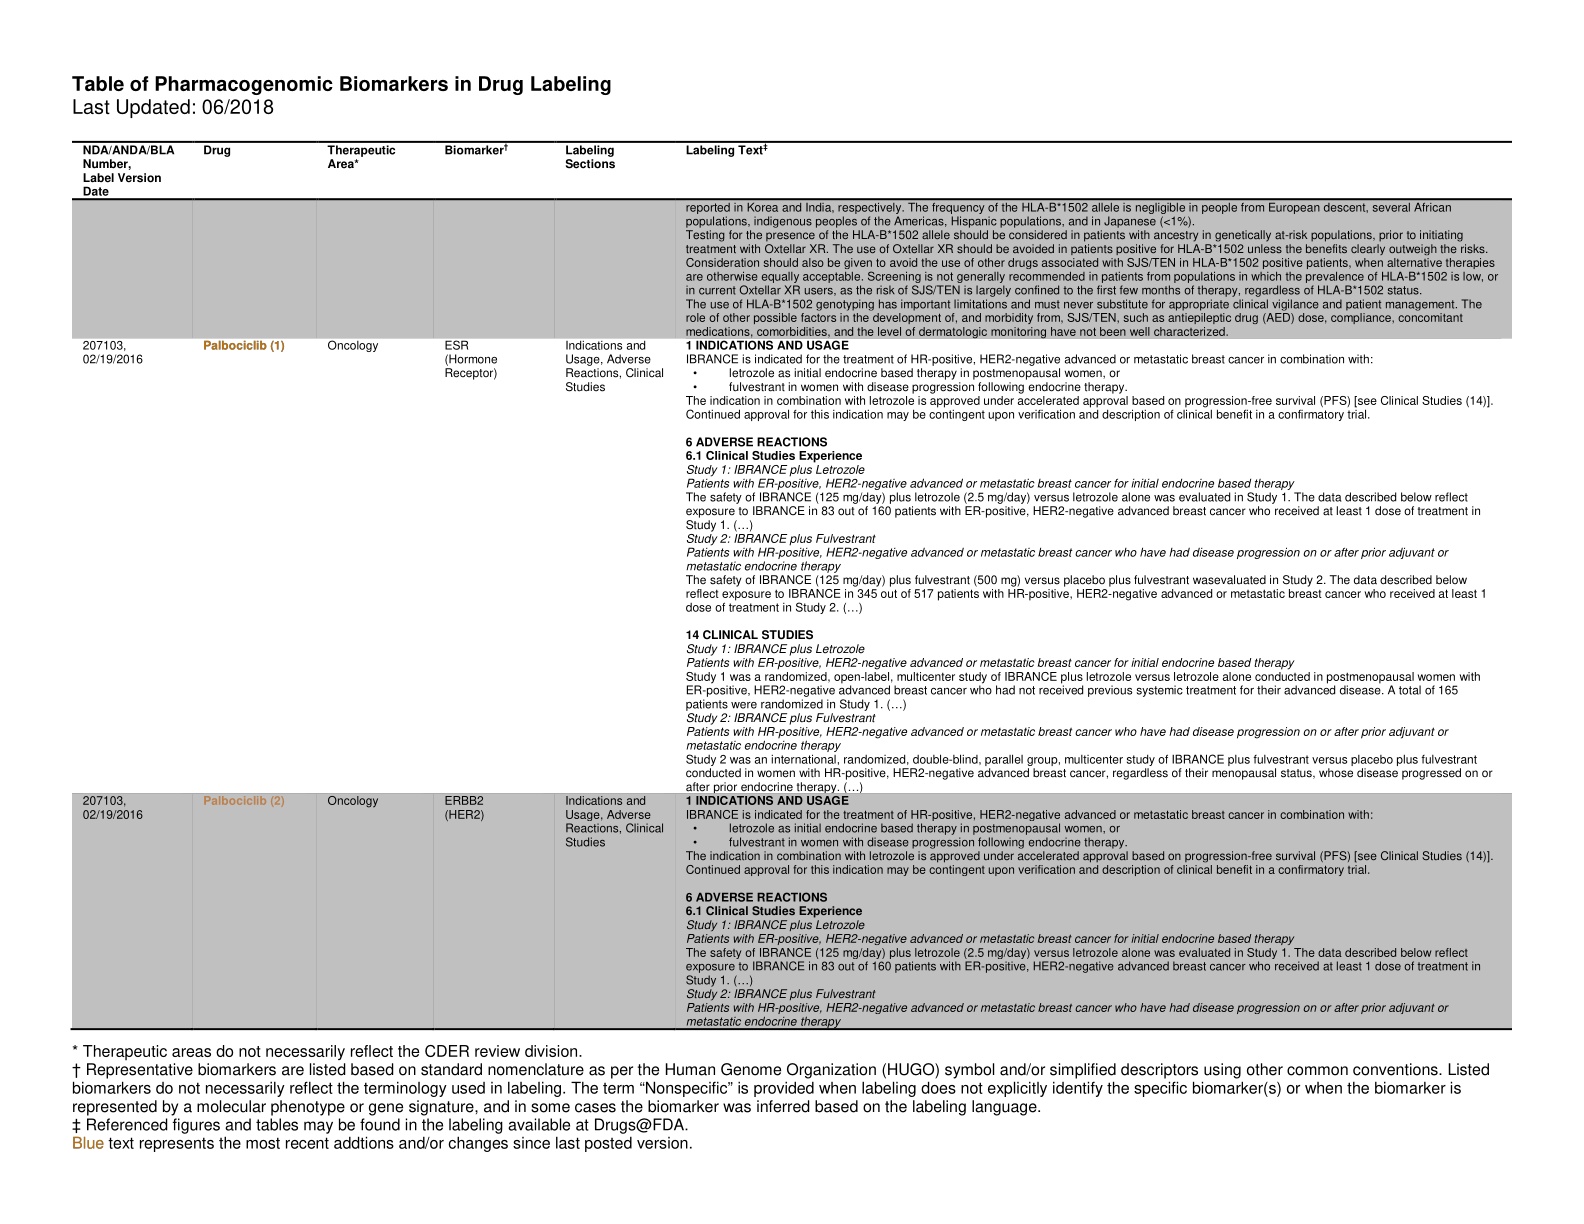 Table of Pharmacogenomic Biomarkers in Drug Labeling
Last Updated: 06/2018
NDA/ANDA/BLA Number, Label Version Date
Drug
Therapeutic Area*
Biomarker†
Labeling Sections
Labeling Text‡
reported in Korea and India, respectively. The frequency of the HLA-B*1502 allele is negligible in people from European descent, several African
populations, indigenous peoples of the Americas, Hispanic populations, and in Japanese (<1%).
Testing for the presence of the HLA-B*1502 allele should be considered in patients with ancestry in genetically at-risk populations, prior to initiating
treatment with Oxtellar XR. The use of Oxtellar XR should be avoided in patients positive for HLA-B*1502 unless the benefits clearly outweigh the risks.
Consideration should also be given to avoid the use of other drugs associated with SJS/TEN in HLA-B*1502 positive patients, when alternative therapies
are otherwise equally acceptable. Screening is not generally recommended in patients from populations in which the prevalence of HLA-B*1502 is low, or
in current Oxtellar XR users, as the risk of SJS/TEN is largely confined to the first few months of therapy, regardless of HLA-B*1502 status.
The use of HLA-B*1502 genotyping has important limitations and must never substitute for appropriate clinical vigilance and patient management. The
role of other possible factors in the development of, and morbidity from, SJS/TEN, such as antiepileptic drug (AED) dose, compliance, concomitant
medications, comorbidities, and the level of dermatologic monitoring have not been well characterized.
207103,
02/19/2016
Palbociclib (1)
Oncology
ESR
(Hormone
Receptor)
Indications and
Usage, Adverse
Reactions, Clinical
Studies
1 INDICATIONS AND USAGE
IBRANCE is indicated for the treatment of HR-positive, HER2-negative advanced or metastatic breast cancer in combination with:
• letrozole as initial endocrine based therapy in postmenopausal women, or
• fulvestrant in women with disease progression following endocrine therapy.
The indication in combination with letrozole is approved under accelerated approval based on progression-free survival (PFS) [see Clinical Studies (14)].
Continued approval for this indication may be contingent upon verification and description of clinical benefit in a confirmatory trial.
6 ADVERSE REACTIONS
6.1 Clinical Studies Experience
Study 1: IBRANCE plus Letrozole
Patients with ER-positive, HER2-negative advanced or metastatic breast cancer for initial endocrine based therapy
The safety of IBRANCE (125 mg/day) plus letrozole (2.5 mg/day) versus letrozole alone was evaluated in Study 1. The data described below reflect
exposure to IBRANCE in 83 out of 160 patients with ER-positive, HER2-negative advanced breast cancer who received at least 1 dose of treatment in
Study 1. (…)
Study 2: IBRANCE plus Fulvestrant
Patients with HR-positive, HER2-negative advanced or metastatic breast cancer who have had disease progression on or after prior adjuvant or
metastatic endocrine therapy
The safety of IBRANCE (125 mg/day) plus fulvestrant (500 mg) versus placebo plus fulvestrant wasevaluated in Study 2. The data described below
reflect exposure to IBRANCE in 345 out of 517 patients with HR-positive, HER2-negative advanced or metastatic breast cancer who received at least 1
dose of treatment in Study 2. (…)
14 CLINICAL STUDIES
Study 1: IBRANCE plus Letrozole
Patients with ER-positive, HER2-negative advanced or metastatic breast cancer for initial endocrine based therapy
Study 1 was a randomized, open-label, multicenter study of IBRANCE plus letrozole versus letrozole alone conducted in postmenopausal women with
ER-positive, HER2-negative advanced breast cancer who had not received previous systemic treatment for their advanced disease. A total of 165
patients were randomized in Study 1. (…)
Study 2: IBRANCE plus Fulvestrant
Patients with HR-positive, HER2-negative advanced or metastatic breast cancer who have had disease progression on or after prior adjuvant or
metastatic endocrine therapy
Study 2 was an international, randomized, double-blind, parallel group, multicenter study of IBRANCE plus fulvestrant versus placebo plus fulvestrant
conducted in women with HR-positive, HER2-negative advanced breast cancer, regardless of their menopausal status, whose disease progressed on or
after prior endocrine therapy. (…)
207103,
02/19/2016
Palbociclib (2)
Oncology
ERBB2
(HER2)
Indications and
Usage, Adverse
Reactions, Clinical
Studies
1 INDICATIONS AND USAGE
IBRANCE is indicated for the treatment of HR-positive, HER2-negative advanced or metastatic breast cancer in combination with:
• letrozole as initial endocrine based therapy in postmenopausal women, or
• fulvestrant in women with disease progression following endocrine therapy.
The indication in combination with letrozole is approved under accelerated approval based on progression-free survival (PFS) [see Clinical Studies (14)].
Continued approval for this indication may be contingent upon verification and description of clinical benefit in a confirmatory trial.
6 ADVERSE REACTIONS
6.1 Clinical Studies Experience
Study 1: IBRANCE plus Letrozole
Patients with ER-positive, HER2-negative advanced or metastatic breast cancer for initial endocrine based therapy
The safety of IBRANCE (125 mg/day) plus letrozole (2.5 mg/day) versus letrozole alone was evaluated in Study 1. The data described below reflect
exposure to IBRANCE in 83 out of 160 patients with ER-positive, HER2-negative advanced breast cancer who received at least 1 dose of treatment in
Study 1. (…)
Study 2: IBRANCE plus Fulvestrant
Patients with HR-positive, HER2-negative advanced or metastatic breast cancer who have had disease progression on or after prior adjuvant or
metastatic endocrine therapy
* Therapeutic areas do not necessarily reflect the CDER review division.
† Representative biomarkers are listed based on standard nomenclature as per the Human Genome Organization (HUGO) symbol and/or simplified descriptors using other common conventions. Listed
biomarkers do not necessarily reflect the terminology used in labeling. The term “Nonspecific” is provided when labeling does not explicitly identify the specific biomarker(s) or when the biomarker is
represented by a molecular phenotype or gene signature, and in some cases the biomarker was inferred based on the labeling language.
‡ Referenced figures and tables may be found in the labeling available at Drugs@FDA.
Blue text represents the most recent addtions and/or changes since last posted version.